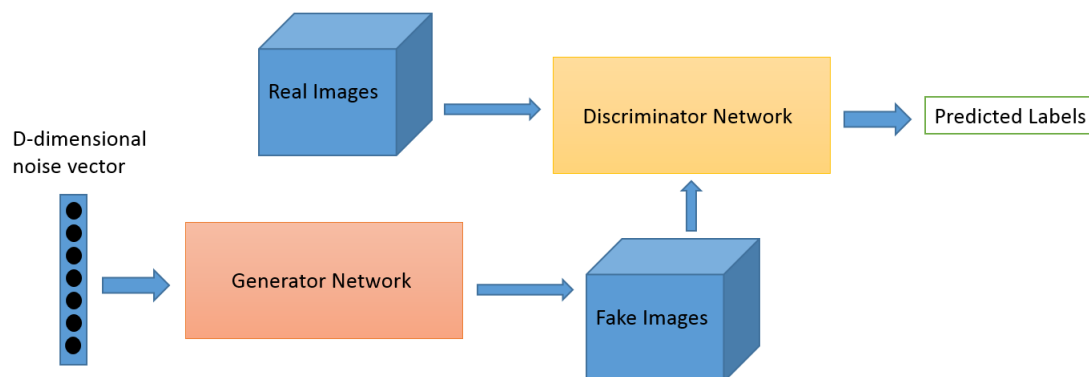 Real Images
Discriminator Network
Predicted Labels
D-dimensional
noise vector
Generator Network
Fake Images